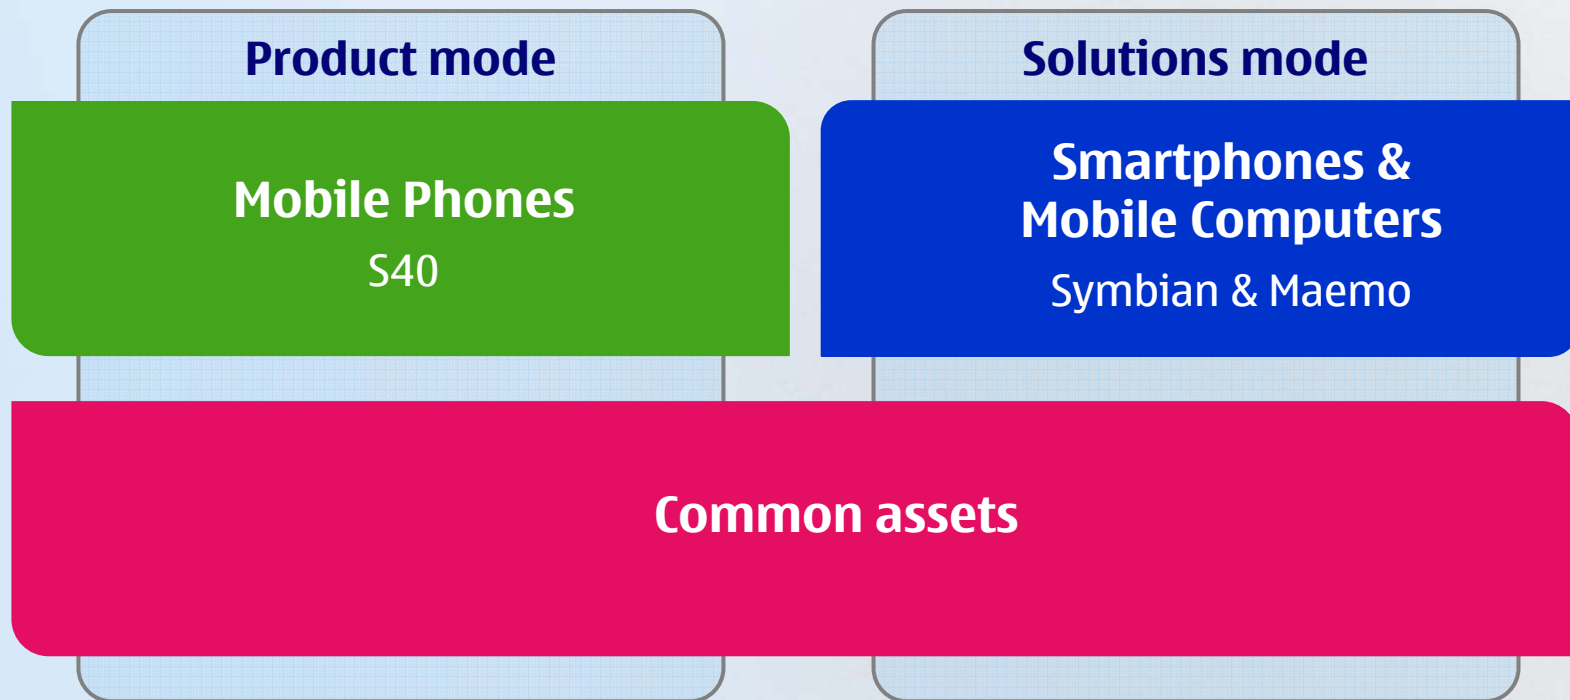 Product mode
Solutions mode
Mobile Phones
S40
Smartphones &
Mobile Computers
Symbian & Maemo
Common assets